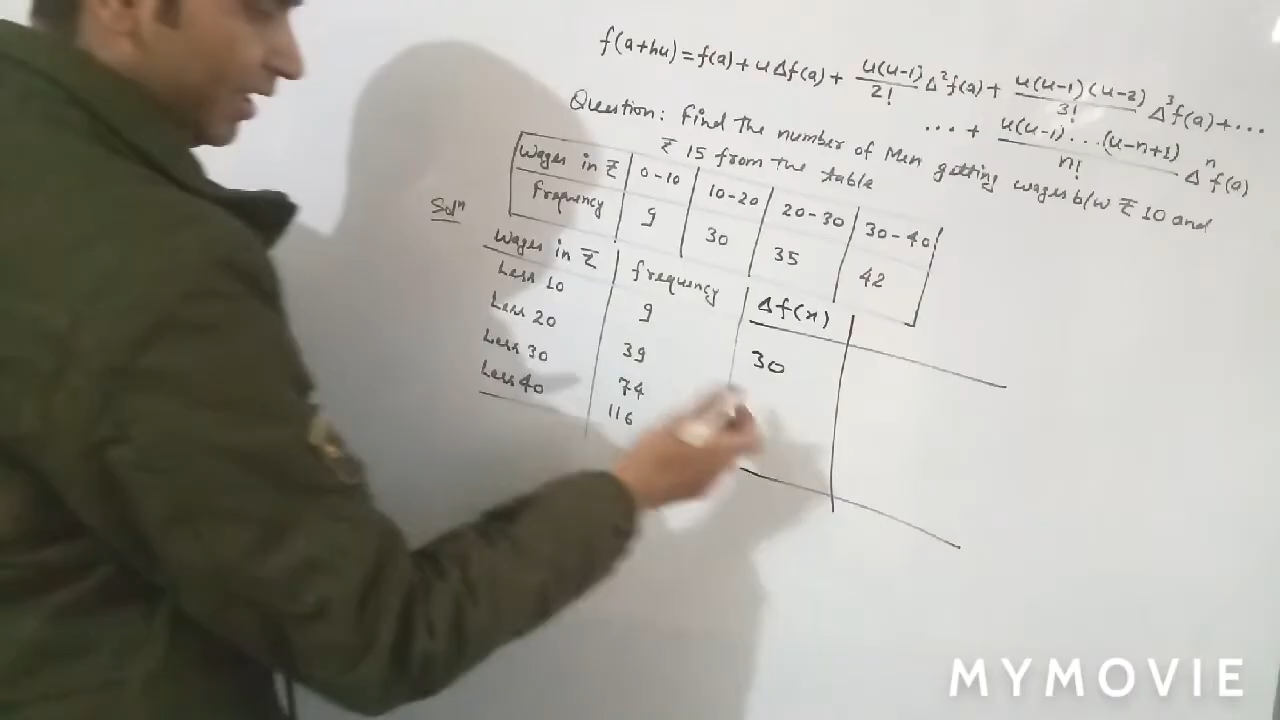 f(a+hu) = f(a) + u Δf(a) + u(u-1)/2! Δ²f(a) + u(u-1)(u-2)/3! Δ³f(a) + ...
... + u(u-1)...(u-n+1)/n! Δⁿf(a)
Question: Find the number of Men getting wages b/w ₹ 10 and
₹ 15 from the table
Wages in ₹ 0-10 10-20 20-30 30-40
Frequency 9 30 35 42
Solⁿ
Wages in ₹ frequency Δf(x)
Less 10 9
Less 20 39 30
Less 30 74
Less 40 116
MYMOVIE